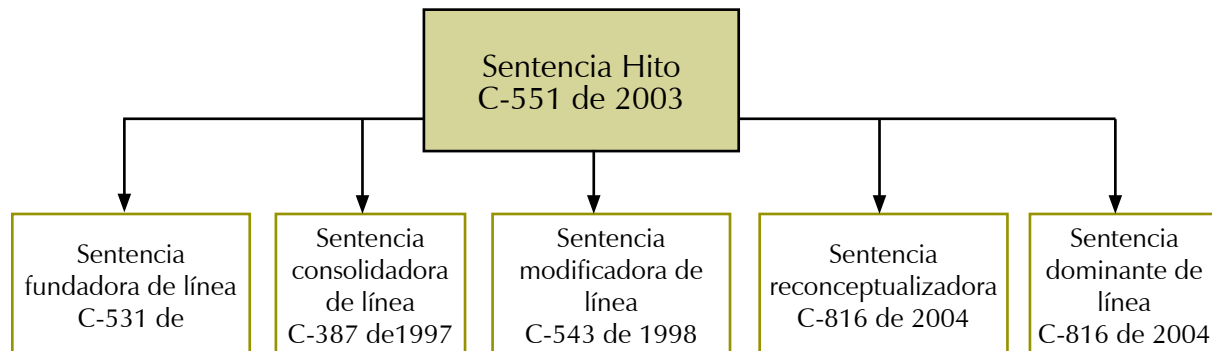 Sentencia Hito
C-551 de 2003
Sentencia
fundadora de línea
C-531 de
Sentencia
consolidadora
de línea
C-387 de1997
Sentencia
modificadora de
línea
C-543 de 1998
Sentencia
reconceptualizadora
C-816 de 2004
Sentencia
dominante de
línea
C-816 de 2004